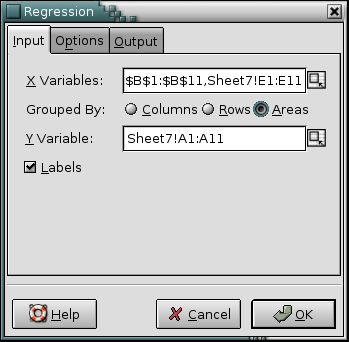 Regression
Input Options Output
X Variables: $B$1:$B$11,Sheet7!E1:E11
Grouped By: Columns Rows Areas
Y Variable: Sheet7!A1:A11
Labels
Help Cancel OK